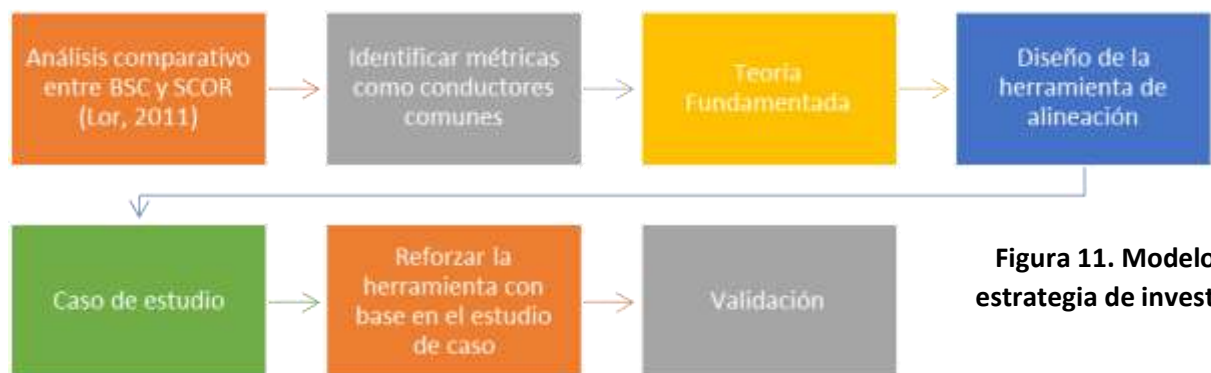 Análisis comparativo
entre BSC y SCOR
(Lor, 2011)
Identificar métricas
como conductores
comunes
Teoría
Fundamentada
Diseño de la
herramienta de
alineación
Caso de estudio
Reforzar la
herramienta con
base en el estudio
de caso
Validación
Figura 11. Modelo
estrategia de invest